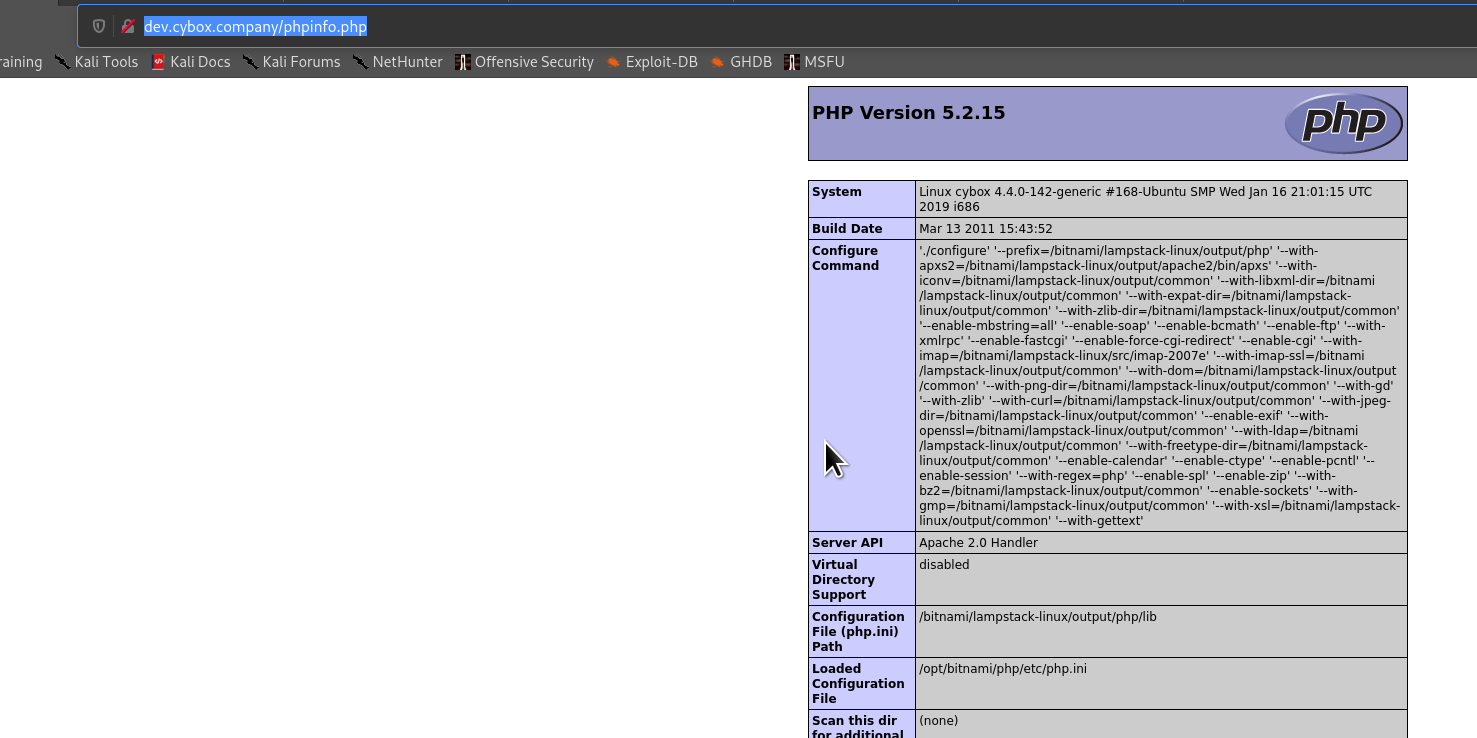 dev.cybox.company/phpinfo.php
raining Kali Tools Kali Docs Kali Forums NetHunter Offensive Security Exploit-DB GHDB MSFU
PHP Version 5.2.15
php
System
Linux cybox 4.4.0-142-generic #168-Ubuntu SMP Wed Jan 16 21:01:15 UTC
2019 i686
Build Date
Mar 13 2011 15:43:52
Configure
Command
'./configure' '--prefix=/bitnami/lampstack-linux/output/php' '--with-
apxs2=/bitnami/lampstack-linux/output/apache2/bin/apxs' '--with-
iconv=/bitnami/lampstack-linux/output/common' '--with-libxml-dir=/bitnami
/lampstack-linux/output/common' '--with-expat-dir=/bitnami/lampstack-
linux/output/common' '--with-zlib-dir=/bitnami/lampstack-linux/output/common'
'--enable-mbstring=all' '--enable-soap' '--enable-bcmath' '--enable-ftp' '--with-
xmlrpc' '--enable-fastcgi' '--enable-force-cgi-redirect' '--enable-cgi' '--with-
imap=/bitnami/lampstack-linux/src/imap-2007e' '--with-imap-ssl=/bitnami
/lampstack-linux/output/common' '--with-dom=/bitnami/lampstack-linux/output
/common' '--with-png-dir=/bitnami/lampstack-linux/output/common' '--with-gd'
'--with-zlib' '--with-curl=/bitnami/lampstack-linux/output/common' '--with-jpeg-
dir=/bitnami/lampstack-linux/output/common' '--enable-exif' '--with-
openssl=/bitnami/lampstack-linux/output/common' '--with-ldap=/bitnami
/lampstack-linux/output/common' '--with-freetype-dir=/bitnami/lampstack-
linux/output/common' '--enable-calendar' '--enable-ctype' '--enable-pcntl' '--
enable-session' '--with-regex=php' '--enable-spl' '--enable-zip' '--with-
bz2=/bitnami/lampstack-linux/output/common' '--enable-sockets' '--with-
gmp=/bitnami/lampstack-linux/output/common' '--with-xsl=/bitnami/lampstack-
linux/output/common' '--with-gettext'
Server API
Apache 2.0 Handler
Virtual
Directory
Support
disabled
Configuration
File (php.ini)
Path
/bitnami/lampstack-linux/output/php/lib
Loaded
Configuration
File
/opt/bitnami/php/etc/php.ini
Scan this dir
for additional
(none)